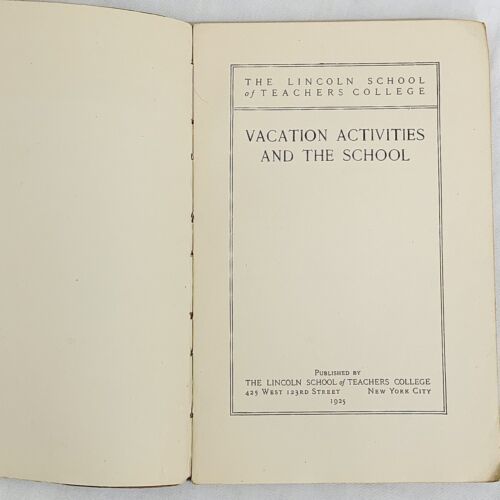 THE LINCOLN SCHOOL
of TEACHERS COLLEGE
VACATION ACTIVITIES
AND THE SCHOOL
PUBLISHED BY
THE LINCOLN SCHOOL of TEACHERS COLLEGE
425 WEST 123RD STREET NEW YORK CITY
1925